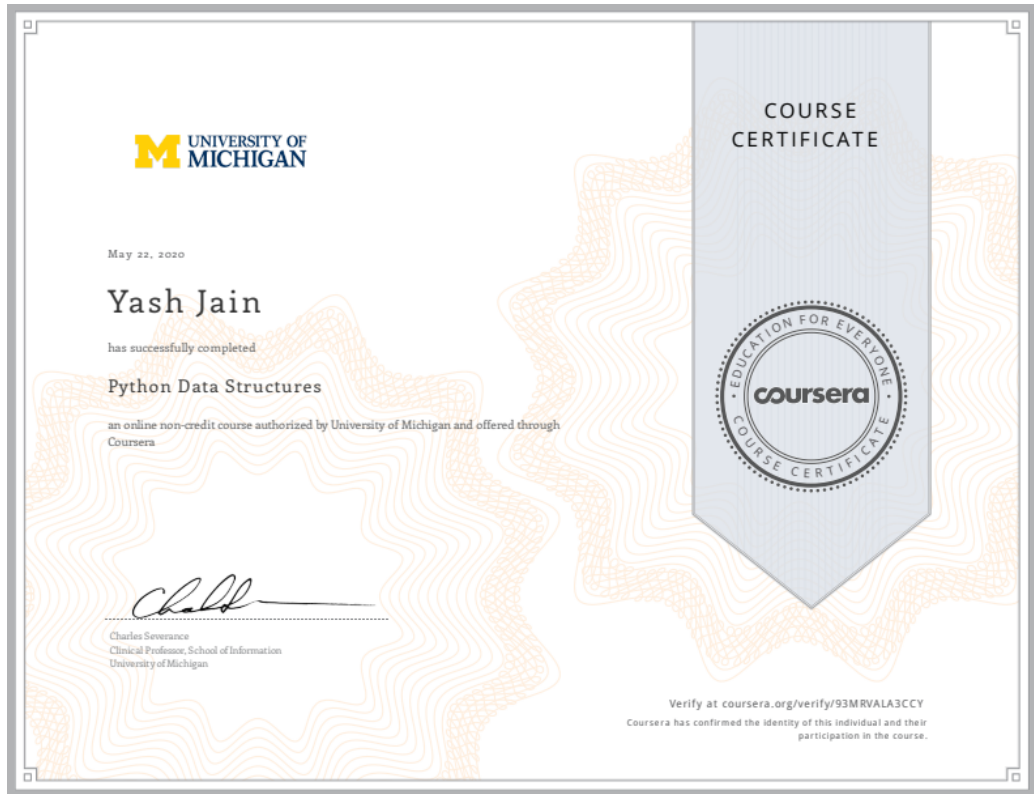 UNIVERSITY OF
MICHIGAN
COURSE
CERTIFICATE
May 22, 2020
Yash Jain
has successfully completed
Python Data Structures
an online non-credit course authorized by University of Michigan and offered through
Coursera
EDUCATION FOR EVERYONE
coursera
COURSE CERTIFICATE
Charles Severance
Clinical Professor, School of Information
University of Michigan
Verify at coursera.org/verify/93MRVALA3CCY
Coursera has confirmed the identity of this individual and their
participation in the course.